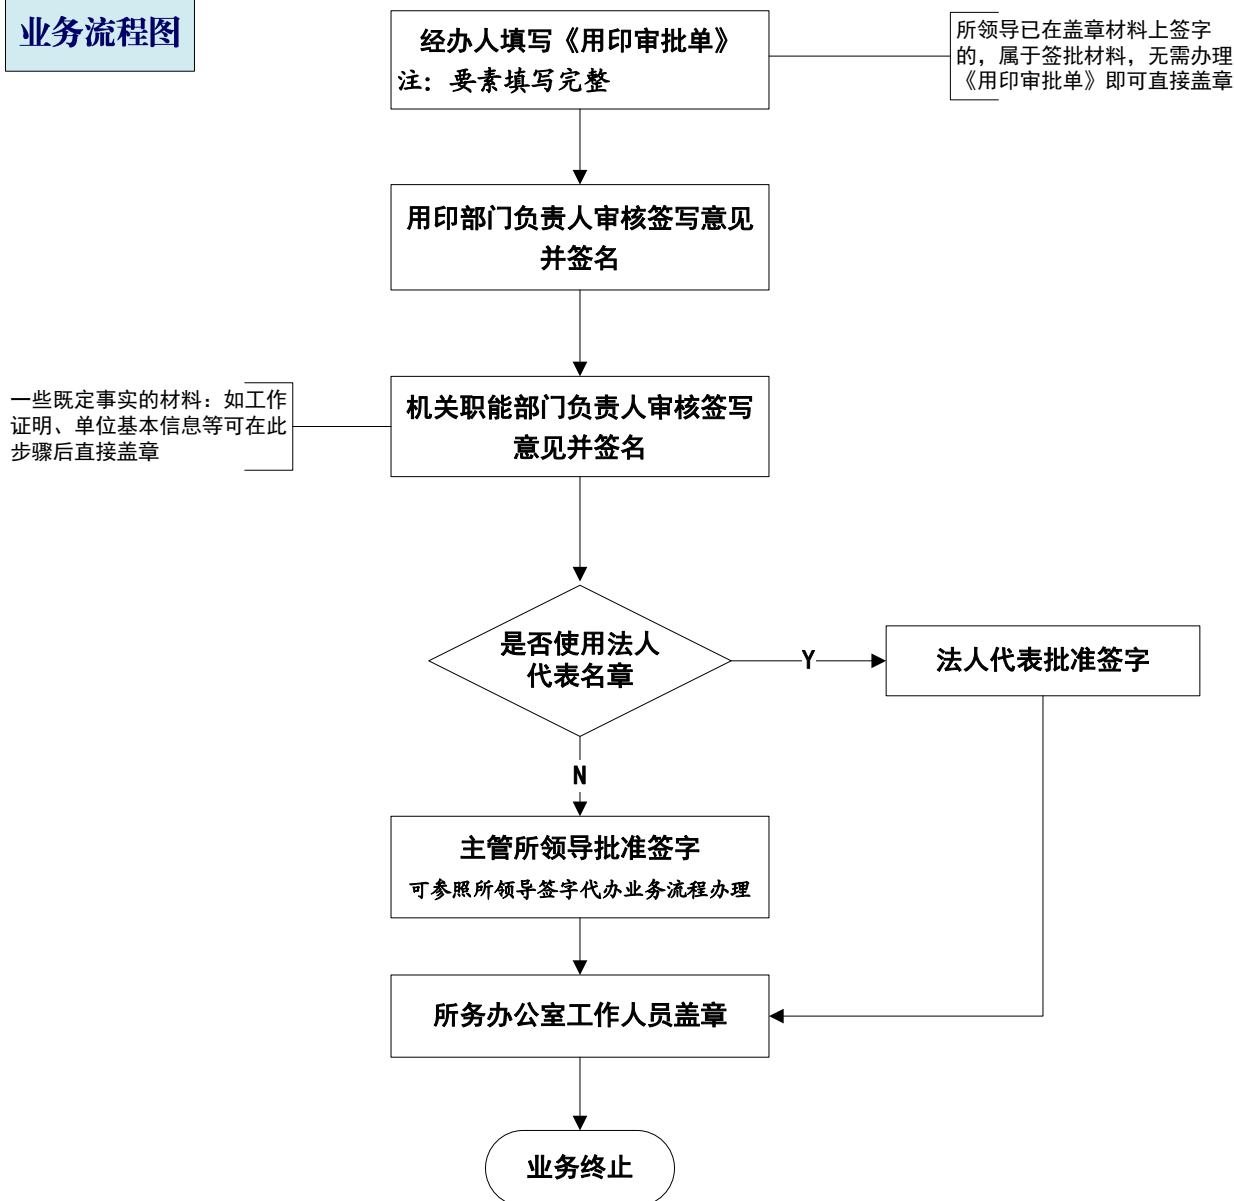 业务流程图
经办人填写《用印审批单》
注：要素填写完整
所领导已在盖章材料上签字
的，属于签批材料，无需办理
《用印审批单》即可直接盖章
用印部门负责人审核签写意见
并签名
一些既定事实的材料：如工作
证明、单位基本信息等可在此
步骤后直接盖章
机关职能部门负责人审核签写
意见并签名
是否使用法人
代表名章
Y
法人代表批准签字
N
主管所领导批准签字
可参照所领导签字代办业务流程办理
所务办公室工作人员盖章
业务终止